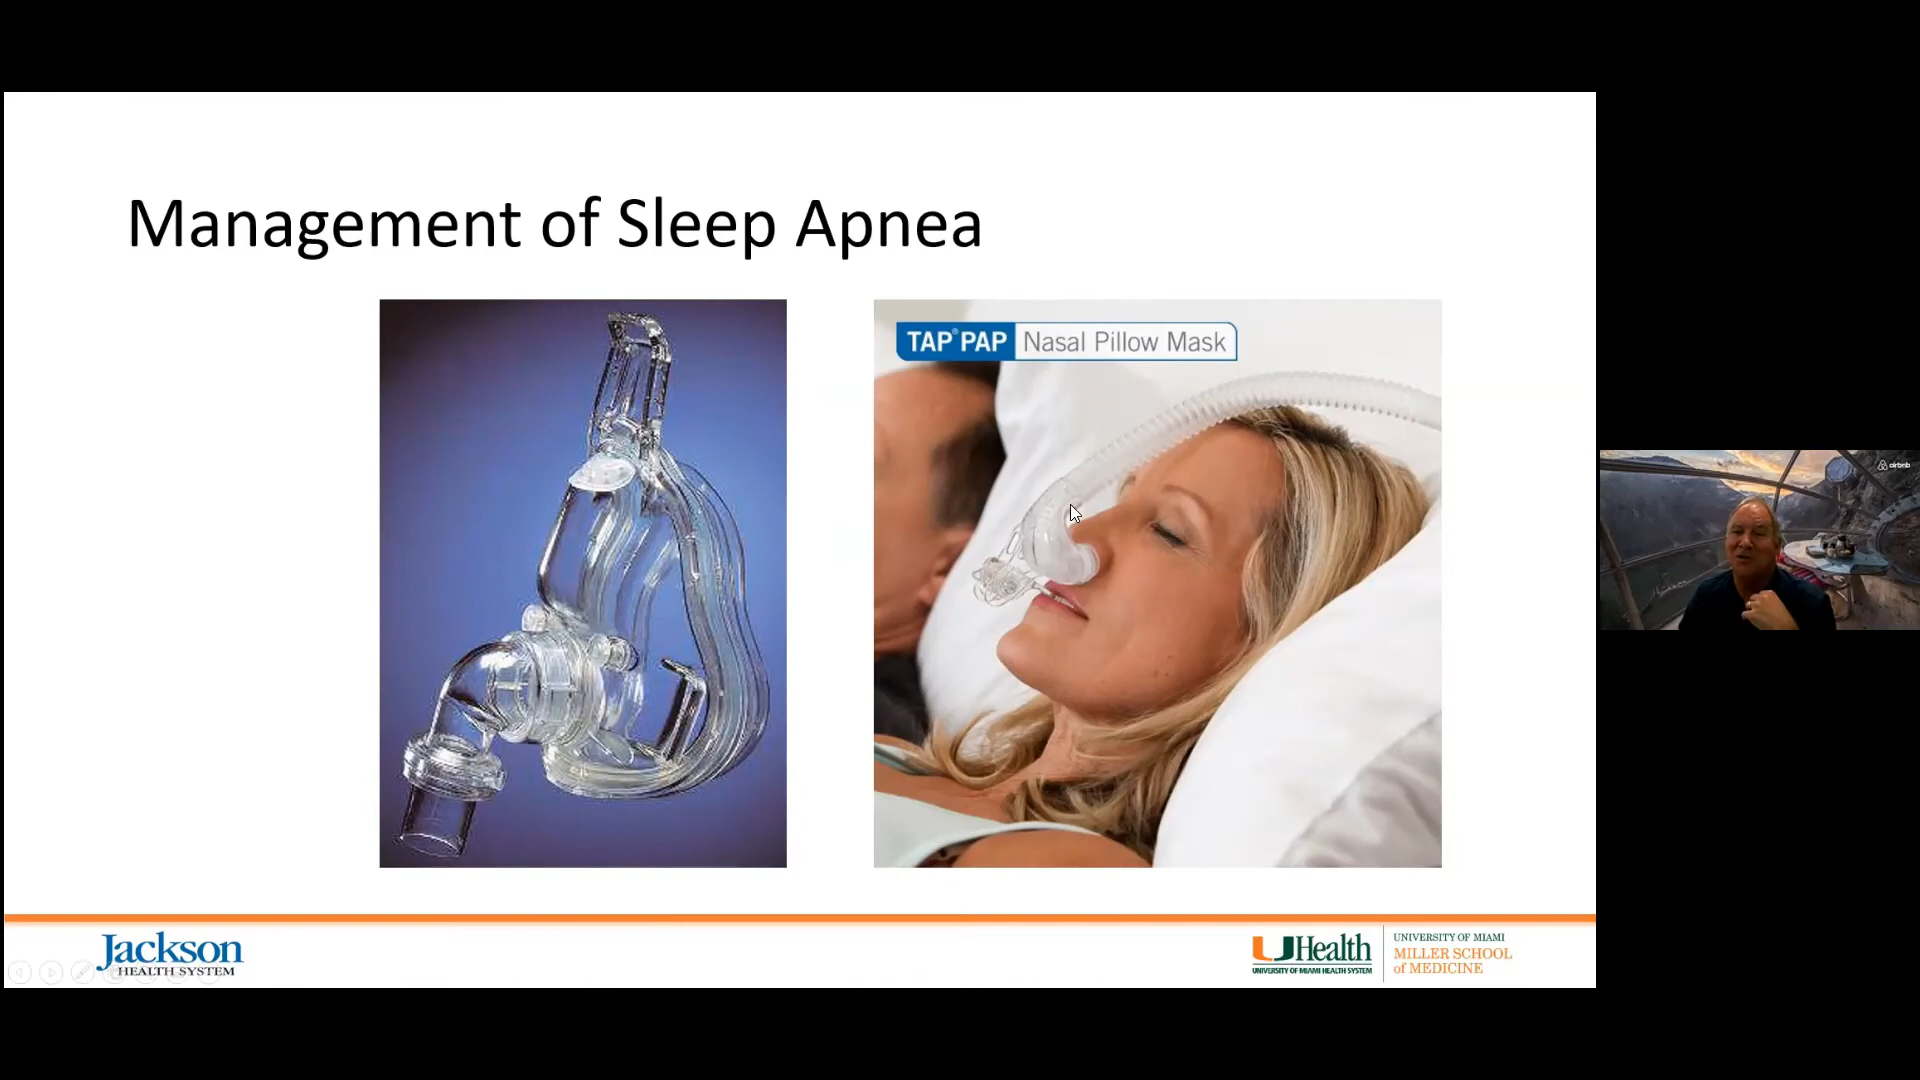 Management of Sleep Apnea
TAP® PAP Nasal Pillow Mask
airbnb
Jackson
HEALTH SYSTEM
UHealth
UNIVERSITY OF MIAMI HEALTH SYSTEM
UNIVERSITY OF MIAMI
MILLER SCHOOL
of MEDICINE